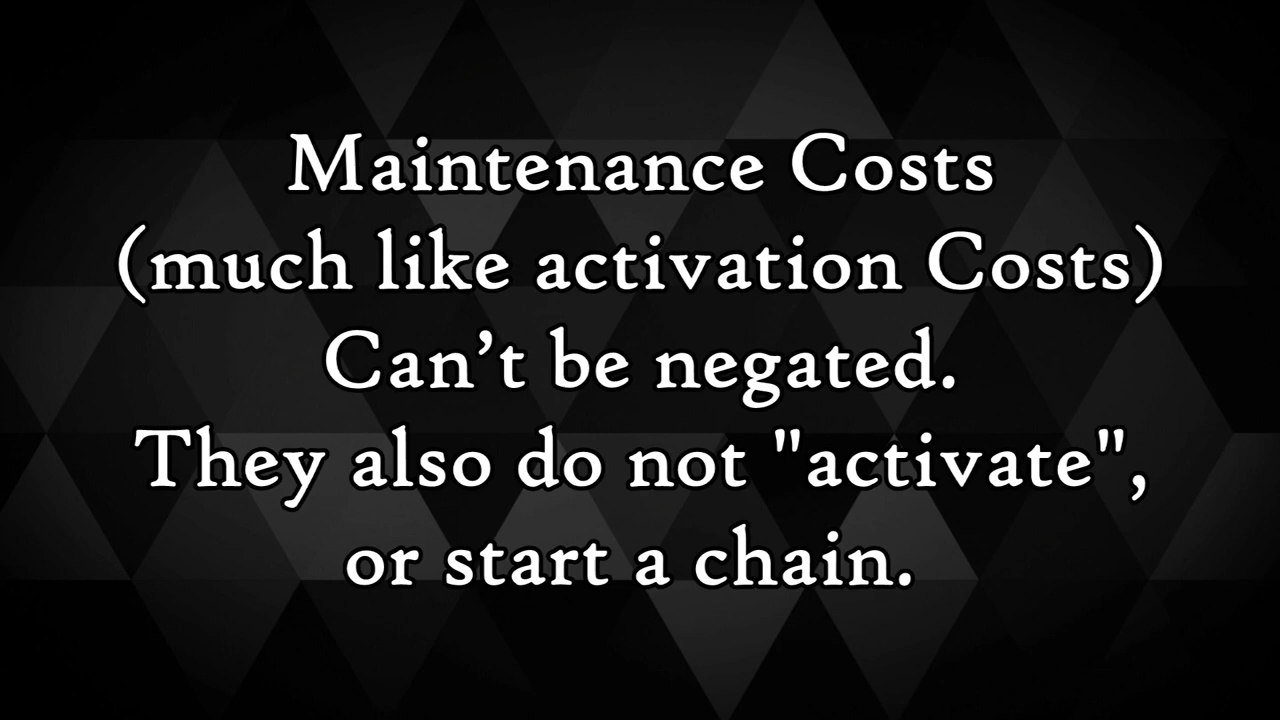 Maintenance Costs
(much like activation Costs)
Can’t be negated.
They also do not "activate",
or start a chain.